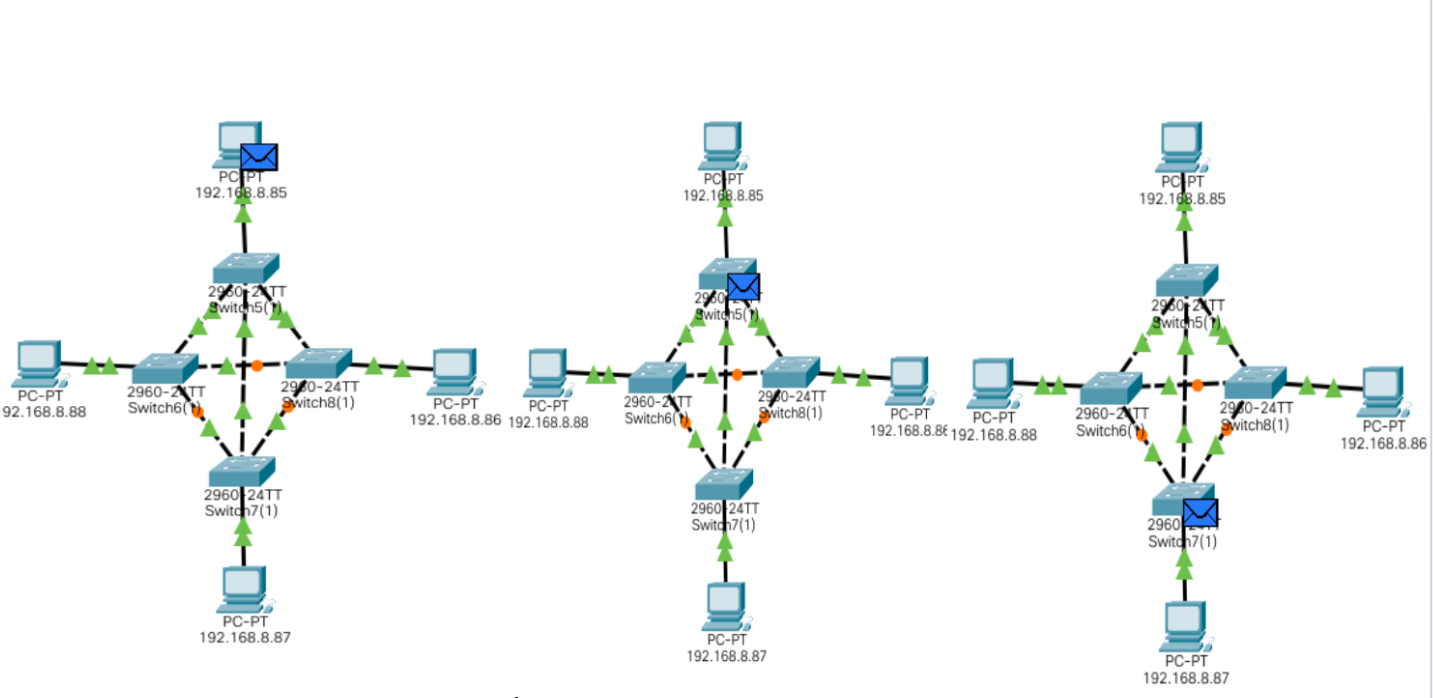 PC-PT
192.168.8.85
2960-24TT
Switch5(1)
PC-PT
92.168.8.88
2960-24TT
Switch6(1)
2960-24TT
Switch8(1)
PC-PT
192.168.8.86
2960-24TT
Switch7(1)
PC-PT
192.168.8.87
PC-PT
192.168.8.85
Switch5(1)
PC-PT
192.168.8.88
2960-24TT
Switch6(1)
2960-24TT
Switch8(1)
PC-PT
192.168.8.86
2960-24TT
Switch7(1)
PC-PT
192.168.8.87
PC-PT
192.168.8.85
2960-24TT
Switch5(1)
PC-PT
192.168.8.88
2960-24TT
Switch6(1)
2960-24TT
Switch8(1)
PC-PT
192.168.8.86
Switch7(1)
PC-PT
192.168.8.87